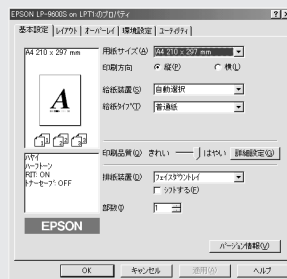 EPSON LP-9600S on LPT1のプロパティ ? ×
基本設定 レイアウト オーバーレイ 環境設定 ユーティリティ
A4 210 x 297 mm
A
1 2 3
ハヤイ
ハーフトーン
RIT: ON
トナーセーブ: OFF
EPSON
用紙サイズ(A) A4 210 x 297 mm
印刷方向 縦(P) 横(L)
給紙装置(S) 自動選択
給紙タイプ(T) 普通紙
印刷品質(Q) きれい はやい 詳細設定(G)
排紙装置(Z) フェイスダウントレイ
シフトする(F)
部数(I) 1
バージョン情報(V)
OK キャンセル 適用(A) ヘルプ